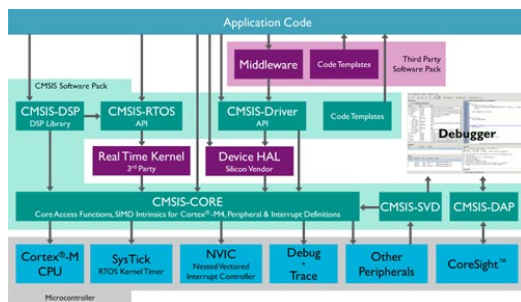 Application Code
Third Party
Software Pack
Middleware
Code Templates
CMSIS Software Pack
CMSIS-DSP
DSP Library
CMSIS-RTOS
API
CMSIS-Driver
API
Code Templates
Debugger
Real Time Kernel
3rd Party
Device HAL
Silicon Vendor
CMSIS-CORE
Core Access Functions, SIMD Intrinsics for Cortex®-M4, Peripheral & Interrupt Definitions
CMSIS-SVD
CMSIS-DAP
Cortex®-M
CPU
SysTick
RTOS Kernel Timer
NVIC
Nested Vectored
Interrupt Controller
Debug
+
Trace
Other
Peripherals
CoreSight™
Microcontroller